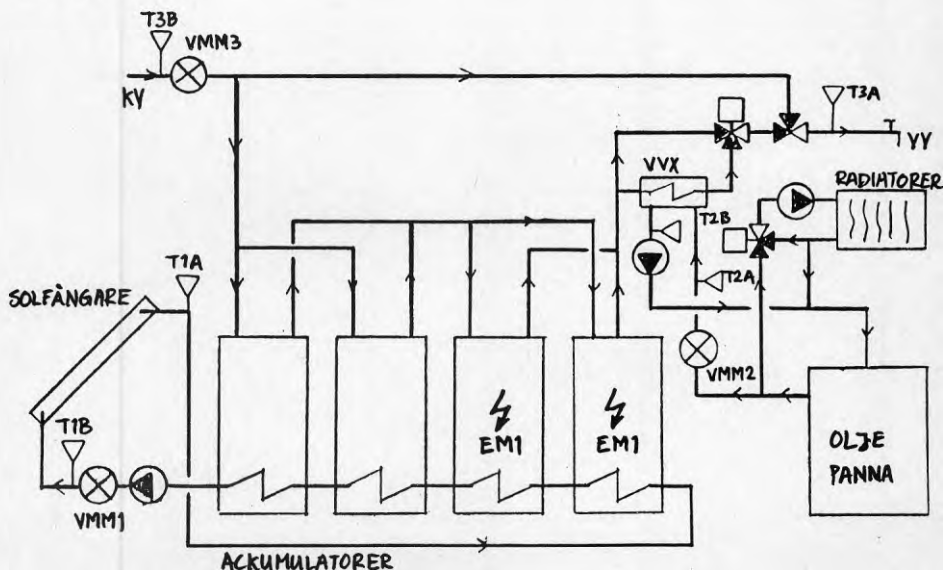 T3B
VMM3
KV
T3A
VV
VVX
RADIATORER
T2B
T1A
T2A
SOLFÅNGARE
VMM2
T1B
EM1
EM1
OLJE
PANNA
VMM1
ACKUMULATORER